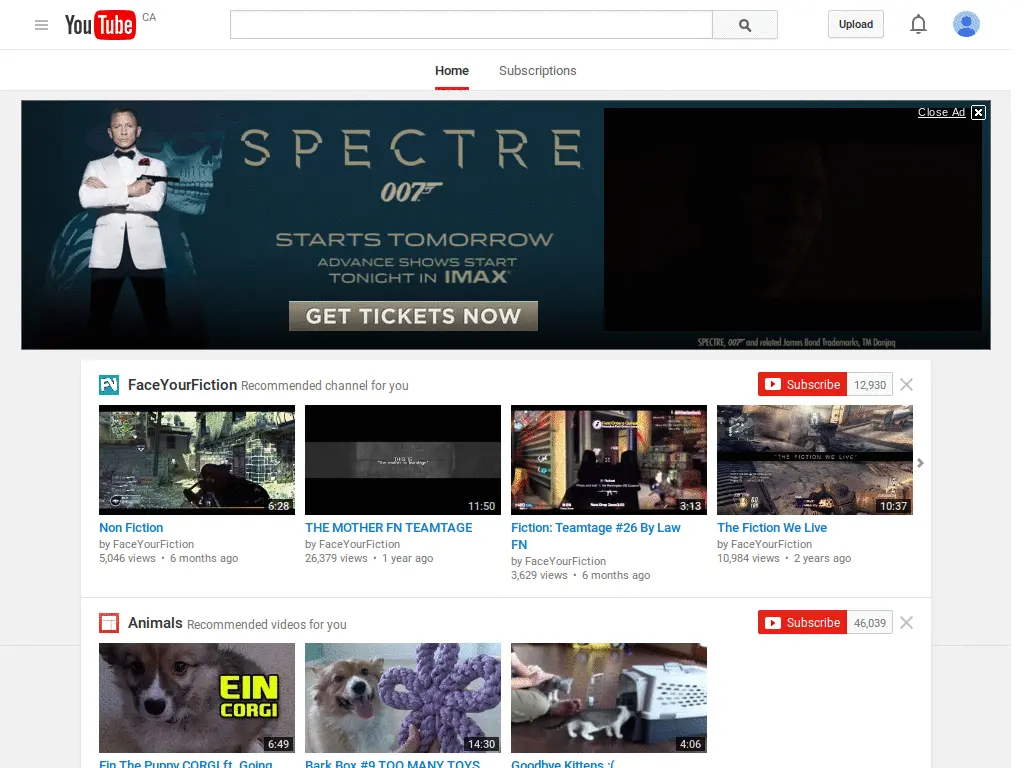 YouTube CA
Upload
Home Subscriptions
Close Ad
SPECTRE
007
STARTS TOMORROW
ADVANCE SHOWS START
TONIGHT IN IMAX
GET TICKETS NOW
SPECTRE, 007 and related James Bond Trademarks, TM Danjaq
FaceYourFiction Recommended channel for you
Subscribe 12,930
6:28
THIS IS
"the mother fn teamtage"
11:50
3:13
"THE FICTION WE LIVE"
10:37
Non Fiction
by FaceYourFiction
5,046 views • 6 months ago
THE MOTHER FN TEAMTAGE
by FaceYourFiction
26,379 views • 1 year ago
Fiction: Teamtage #26 By Law
FN
by FaceYourFiction
3,629 views • 6 months ago
The Fiction We Live
by FaceYourFiction
10,984 views • 2 years ago
Animals Recommended videos for you
Subscribe 46,039
EIN
CORGI
6:49
14:30
4:06
Ein The Puppy CORGI ft. Going
Bark Box #9 TOO MANY TOYS
Goodbye Kittens :(